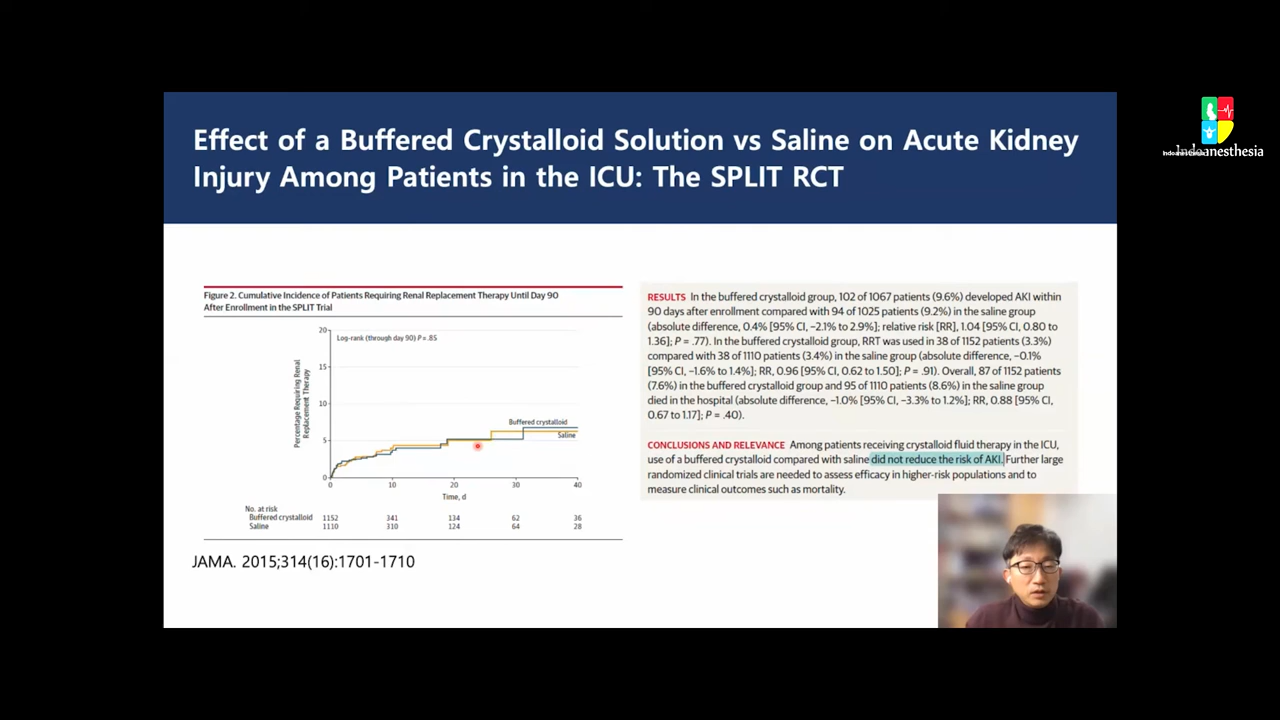 Effect of a Buffered Crystalloid Solution vs Saline on Acute Kidney
Injury Among Patients in the ICU: The SPLIT RCT
Indoanesthesia
Figure 2. Cumulative Incidence of Patients Requiring Renal Replacement Therapy Until Day 90
After Enrollment in the SPLIT Trial
20
15
10
5
0
Percentage Requiring Renal
Replacement Therapy
Log-rank (through day 90) P = .85
Buffered crystalloid
Saline
0 10 20 30 40
Time, d
No. at risk
Buffered crystalloid 1152 341 134 62 36
Saline 1110 310 124 64 28
JAMA. 2015;314(16):1701-1710
RESULTS In the buffered crystalloid group, 102 of 1067 patients (9.6%) developed AKI within
90 days after enrollment compared with 94 of 1025 patients (9.2%) in the saline group
(absolute difference, 0.4% [95% CI, −2.1% to 2.9%]; relative risk [RR], 1.04 [95% CI, 0.80 to
1.36]; P = .77). In the buffered crystalloid group, RRT was used in 38 of 1152 patients (3.3%)
compared with 38 of 1110 patients (3.4%) in the saline group (absolute difference, −0.1%
[95% CI, −1.6% to 1.4%]; RR, 0.96 [95% CI, 0.62 to 1.50]; P = .91). Overall, 87 of 1152 patients
(7.6%) in the buffered crystalloid group and 95 of 1110 patients (8.6%) in the saline group
died in the hospital (absolute difference, −1.0% [95% CI, −3.3% to 1.2%]; RR, 0.88 [95% CI,
0.67 to 1.17]; P = .40).
CONCLUSIONS AND RELEVANCE Among patients receiving crystalloid fluid therapy in the ICU,
use of a buffered crystalloid compared with saline did not reduce the risk of AKI. Further large
randomized clinical trials are needed to assess efficacy in higher-risk populations and to
measure clinical outcomes such as mortality.